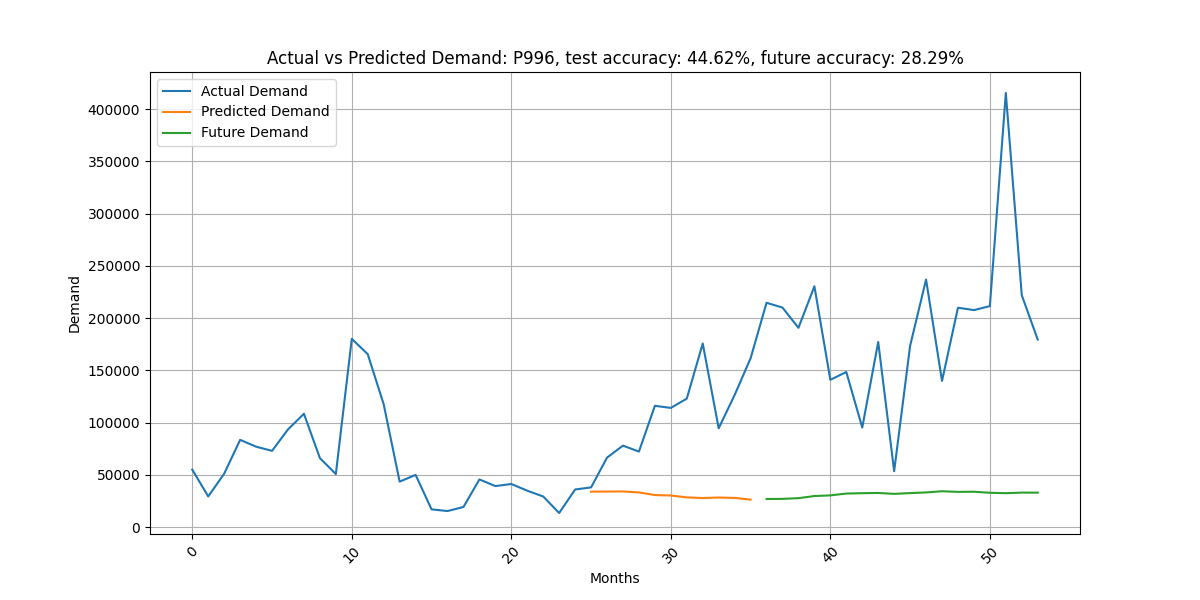 Actual vs Predicted Demand: P996, test accuracy: 44.62%, future accuracy: 28.29%
Actual Demand
Predicted Demand
Future Demand
400000
350000
300000
250000
200000
150000
100000
50000
0
Demand
0 10 20 30 40 50
Months